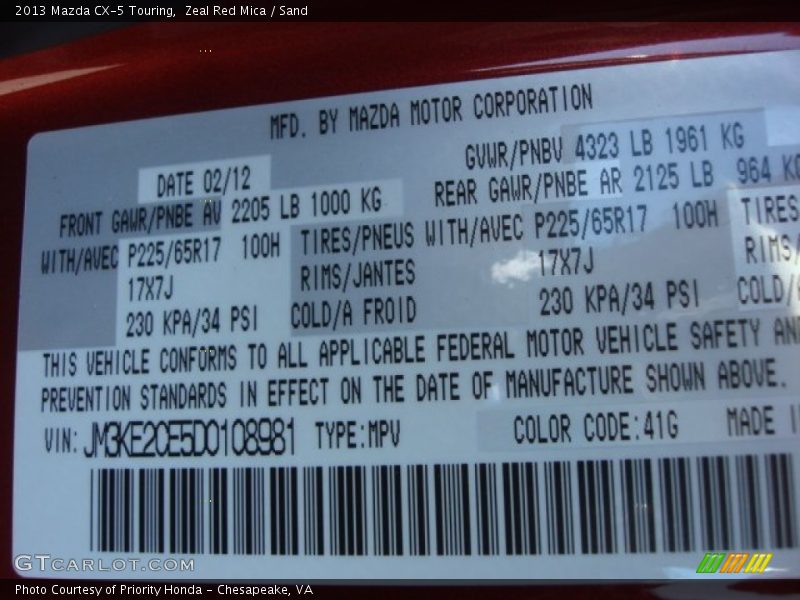 2013 Mazda CX-5 Touring,  Zeal Red Mica / Sand
MFD. BY MAZDA MOTOR CORPORATION
GVWR/PNBV 4323 LB 1961 KG
DATE 02/12
FRONT GAWR/PNBE AV 2205 LB 1000 KG REAR GAWR/PNBE AR 2125 LB 964 KG
WITH/AVEC P225/65R17 100H TIRES/PNEUS WITH/AVEC P225/65R17 100H TIRES
17X7J RIMS/JANTES 17X7J RIMS/
230 KPA/34 PSI COLD/A FROID 230 KPA/34 PSI COLD/
THIS VEHICLE CONFORMS TO ALL APPLICABLE FEDERAL MOTOR VEHICLE SAFETY AN
PREVENTION STANDARDS IN EFFECT ON THE DATE OF MANUFACTURE SHOWN ABOVE.
VIN: JM3KE2CE5D0108981 TYPE:MPV COLOR CODE:41G MADE I
GTCARLOT.COM
Photo Courtesy of Priority Honda - Chesapeake, VA